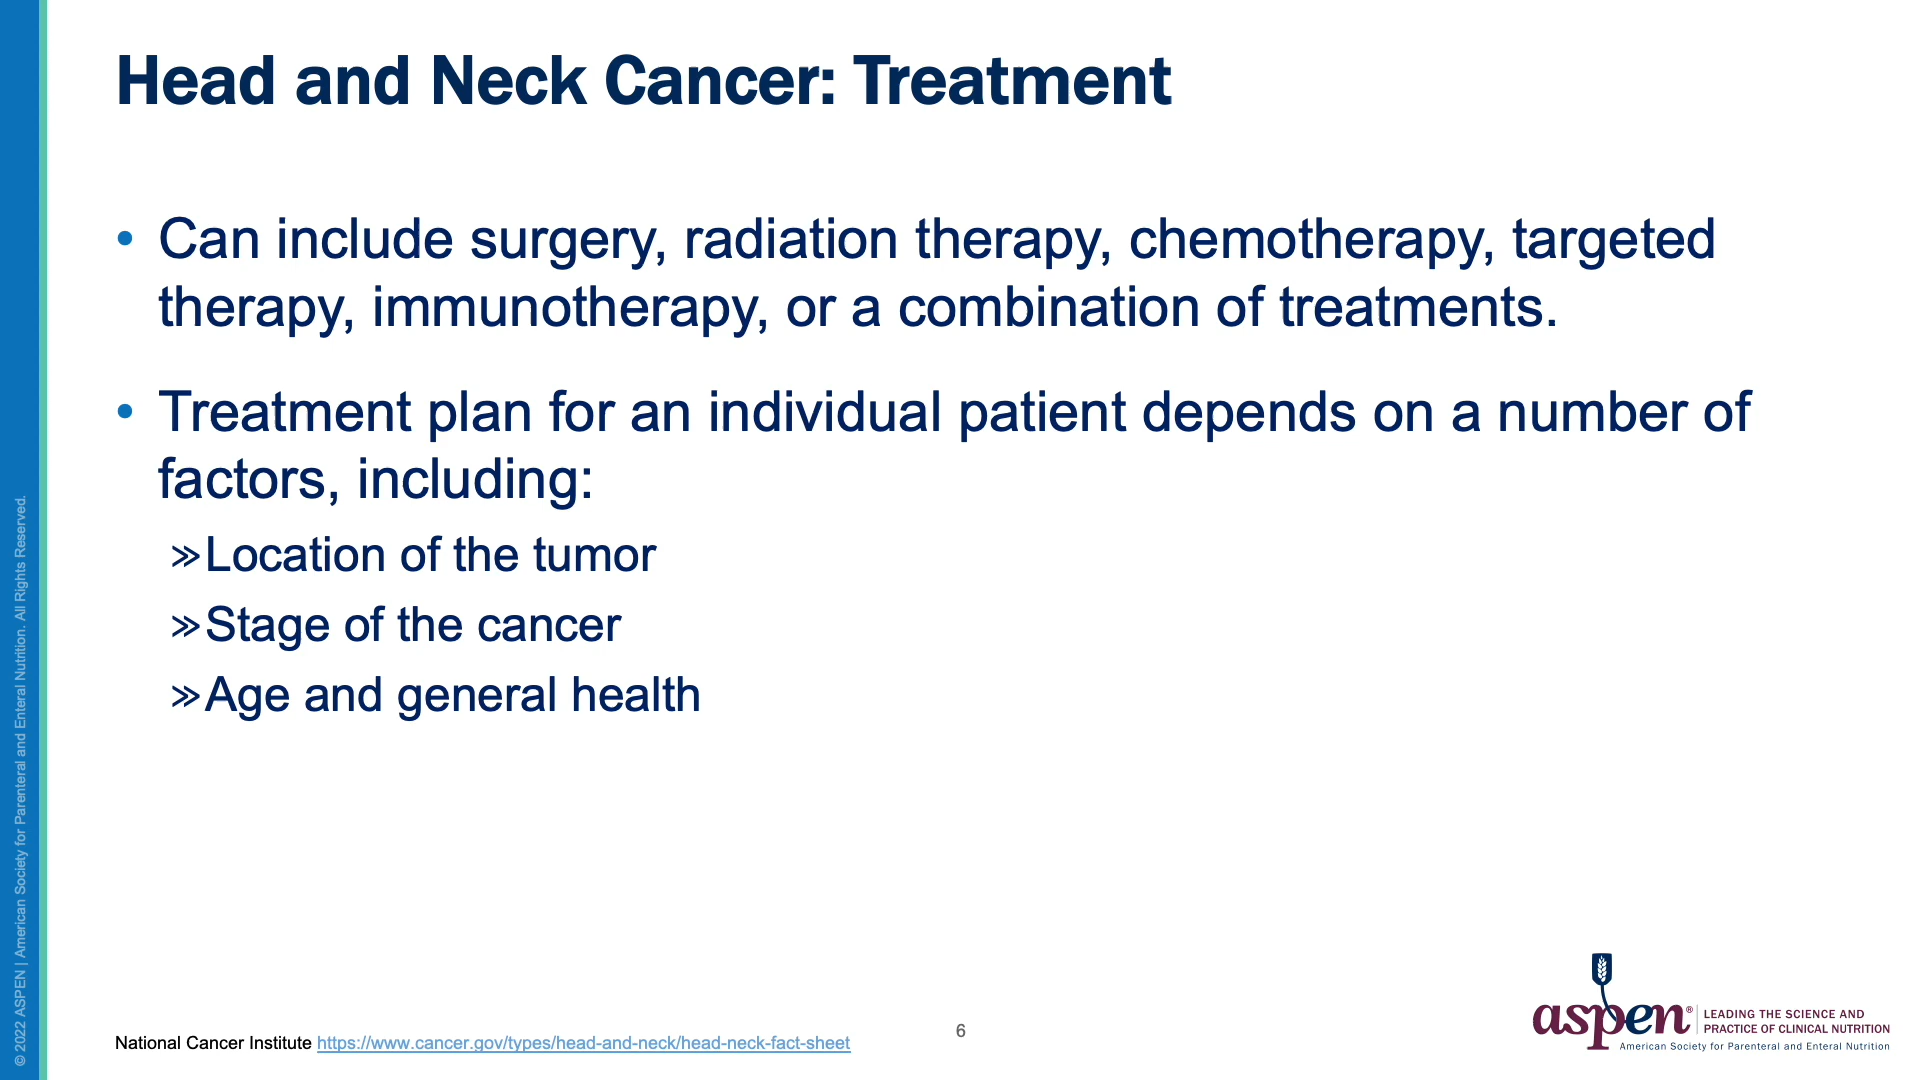 Head and Neck Cancer: Treatment
• Can include surgery, radiation therapy, chemotherapy, targeted
therapy, immunotherapy, or a combination of treatments.
• Treatment plan for an individual patient depends on a number of
factors, including:
»Location of the tumor
»Stage of the cancer
»Age and general health
© 2022 ASPEN | American Society for Parenteral and Enteral Nutrition. All Rights Reserved.
National Cancer Institute https://www.cancer.gov/types/head-and-neck/head-neck-fact-sheet
6
aspen®
LEADING THE SCIENCE AND
PRACTICE OF CLINICAL NUTRITION
American Society for Parenteral and Enteral Nutrition